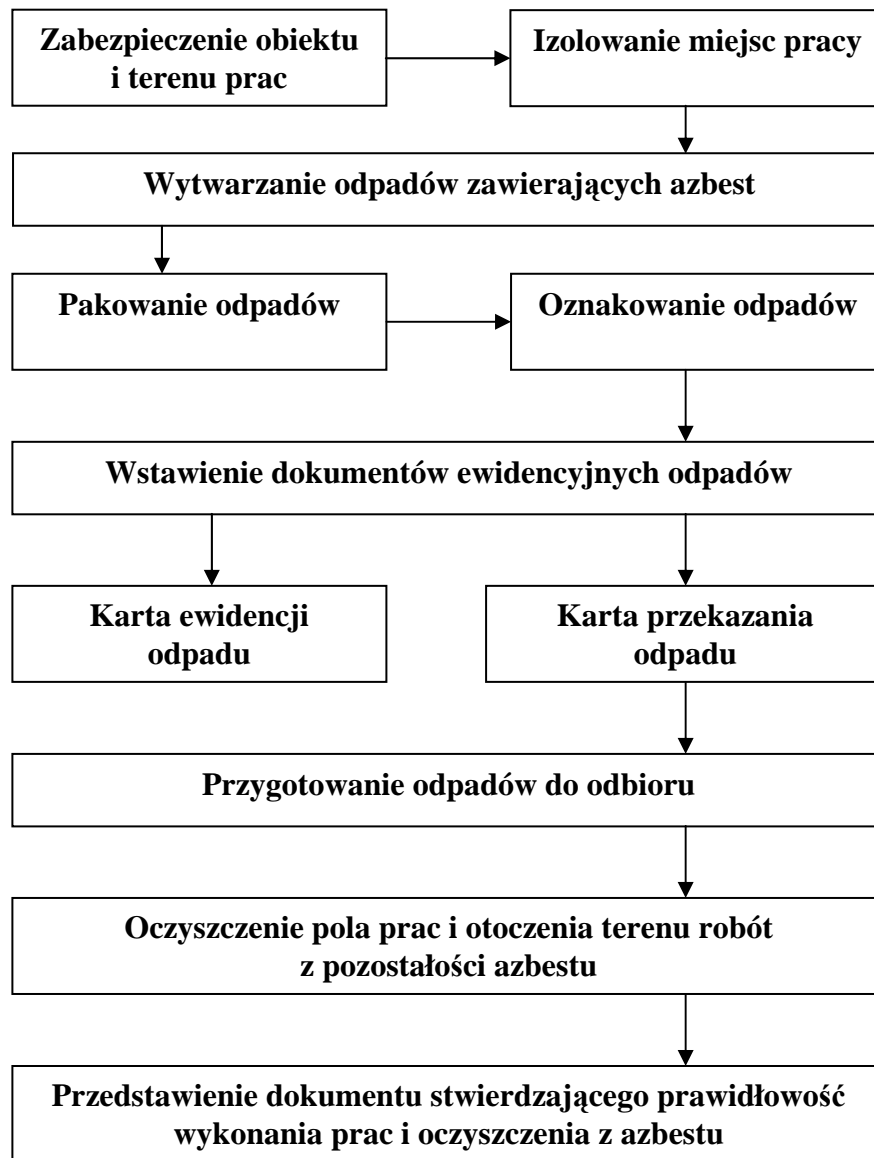 Zabezpieczenie obiektu
i terenu prac
Izolowanie miejsc pracy
Wytwarzanie odpadów zawierających azbest
Pakowanie odpadów
Oznakowanie odpadów
Wstawienie dokumentów ewidencyjnych odpadów
Karta ewidencji
odpadu
Karta przekazania
odpadu
Przygotowanie odpadów do odbioru
Oczyszczenie pola prac i otoczenia terenu robót
z pozostałości azbestu
Przedstawienie dokumentu stwierdzającego prawidłowość
wykonania prac i oczyszczenia z azbestu